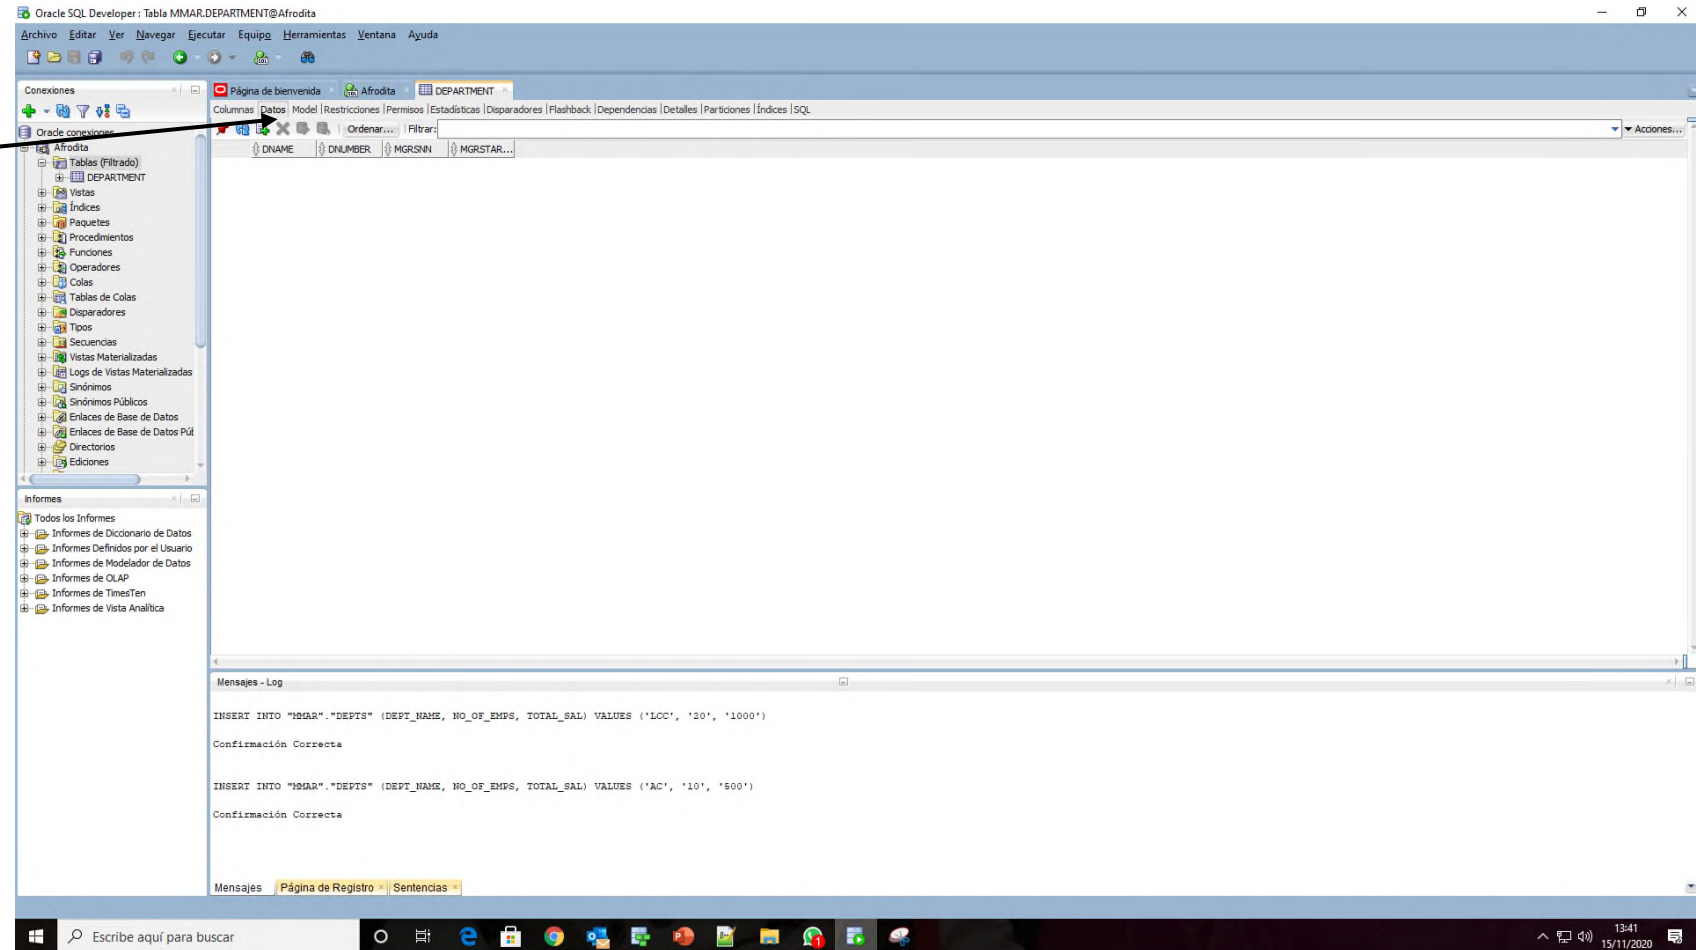 Oracle SQL Developer : Tabla MMAR.DEPARTMENT@Afrodita
Archivo Editar Ver Navegar Ejecutar Equipo Herramientas Ventana Ayuda
Conexiones
Oracle conexiones
Afrodita
Tablas (Filtrado)
DEPARTMENT
Vistas
Índices
Paquetes
Procedimientos
Funciones
Operadores
Colas
Tablas de Colas
Disparadores
Tipos
Secuencias
Vistas Materializadas
Logs de Vistas Materializadas
Sinónimos
Sinónimos Públicos
Enlaces de Base de Datos
Enlaces de Base de Datos Púb
Directorios
Ediciones
Informes
Todos los Informes
Informes de Diccionario de Datos
Informes Definidos por el Usuario
Informes de Modelador de Datos
Informes de OLAP
Informes de TimesTen
Informes de Vista Analítica
Página de bienvenida Afrodita DEPARTMENT
Columnas Datos Model |Restricciones |Permisos |Estadísticas |Disparadores |Flashback |Dependencias |Detalles |Particiones |Índices |SQL
Ordenar... Filtrar: Acciones...
DNAME DNUMBER MGRSNN MGRSTAR...
Mensajes - Log
INSERT INTO "MMAR"."DEPTS" (DEPT_NAME, NO_OF_EMPS, TOTAL_SAL) VALUES ('LCC', '20', '1000')
Confirmación Correcta
INSERT INTO "MMAR"."DEPTS" (DEPT_NAME, NO_OF_EMPS, TOTAL_SAL) VALUES ('AC', '10', '500')
Confirmación Correcta
Mensajes Página de Registro Sentencias
Escribe aquí para buscar
13:41
15/11/2020